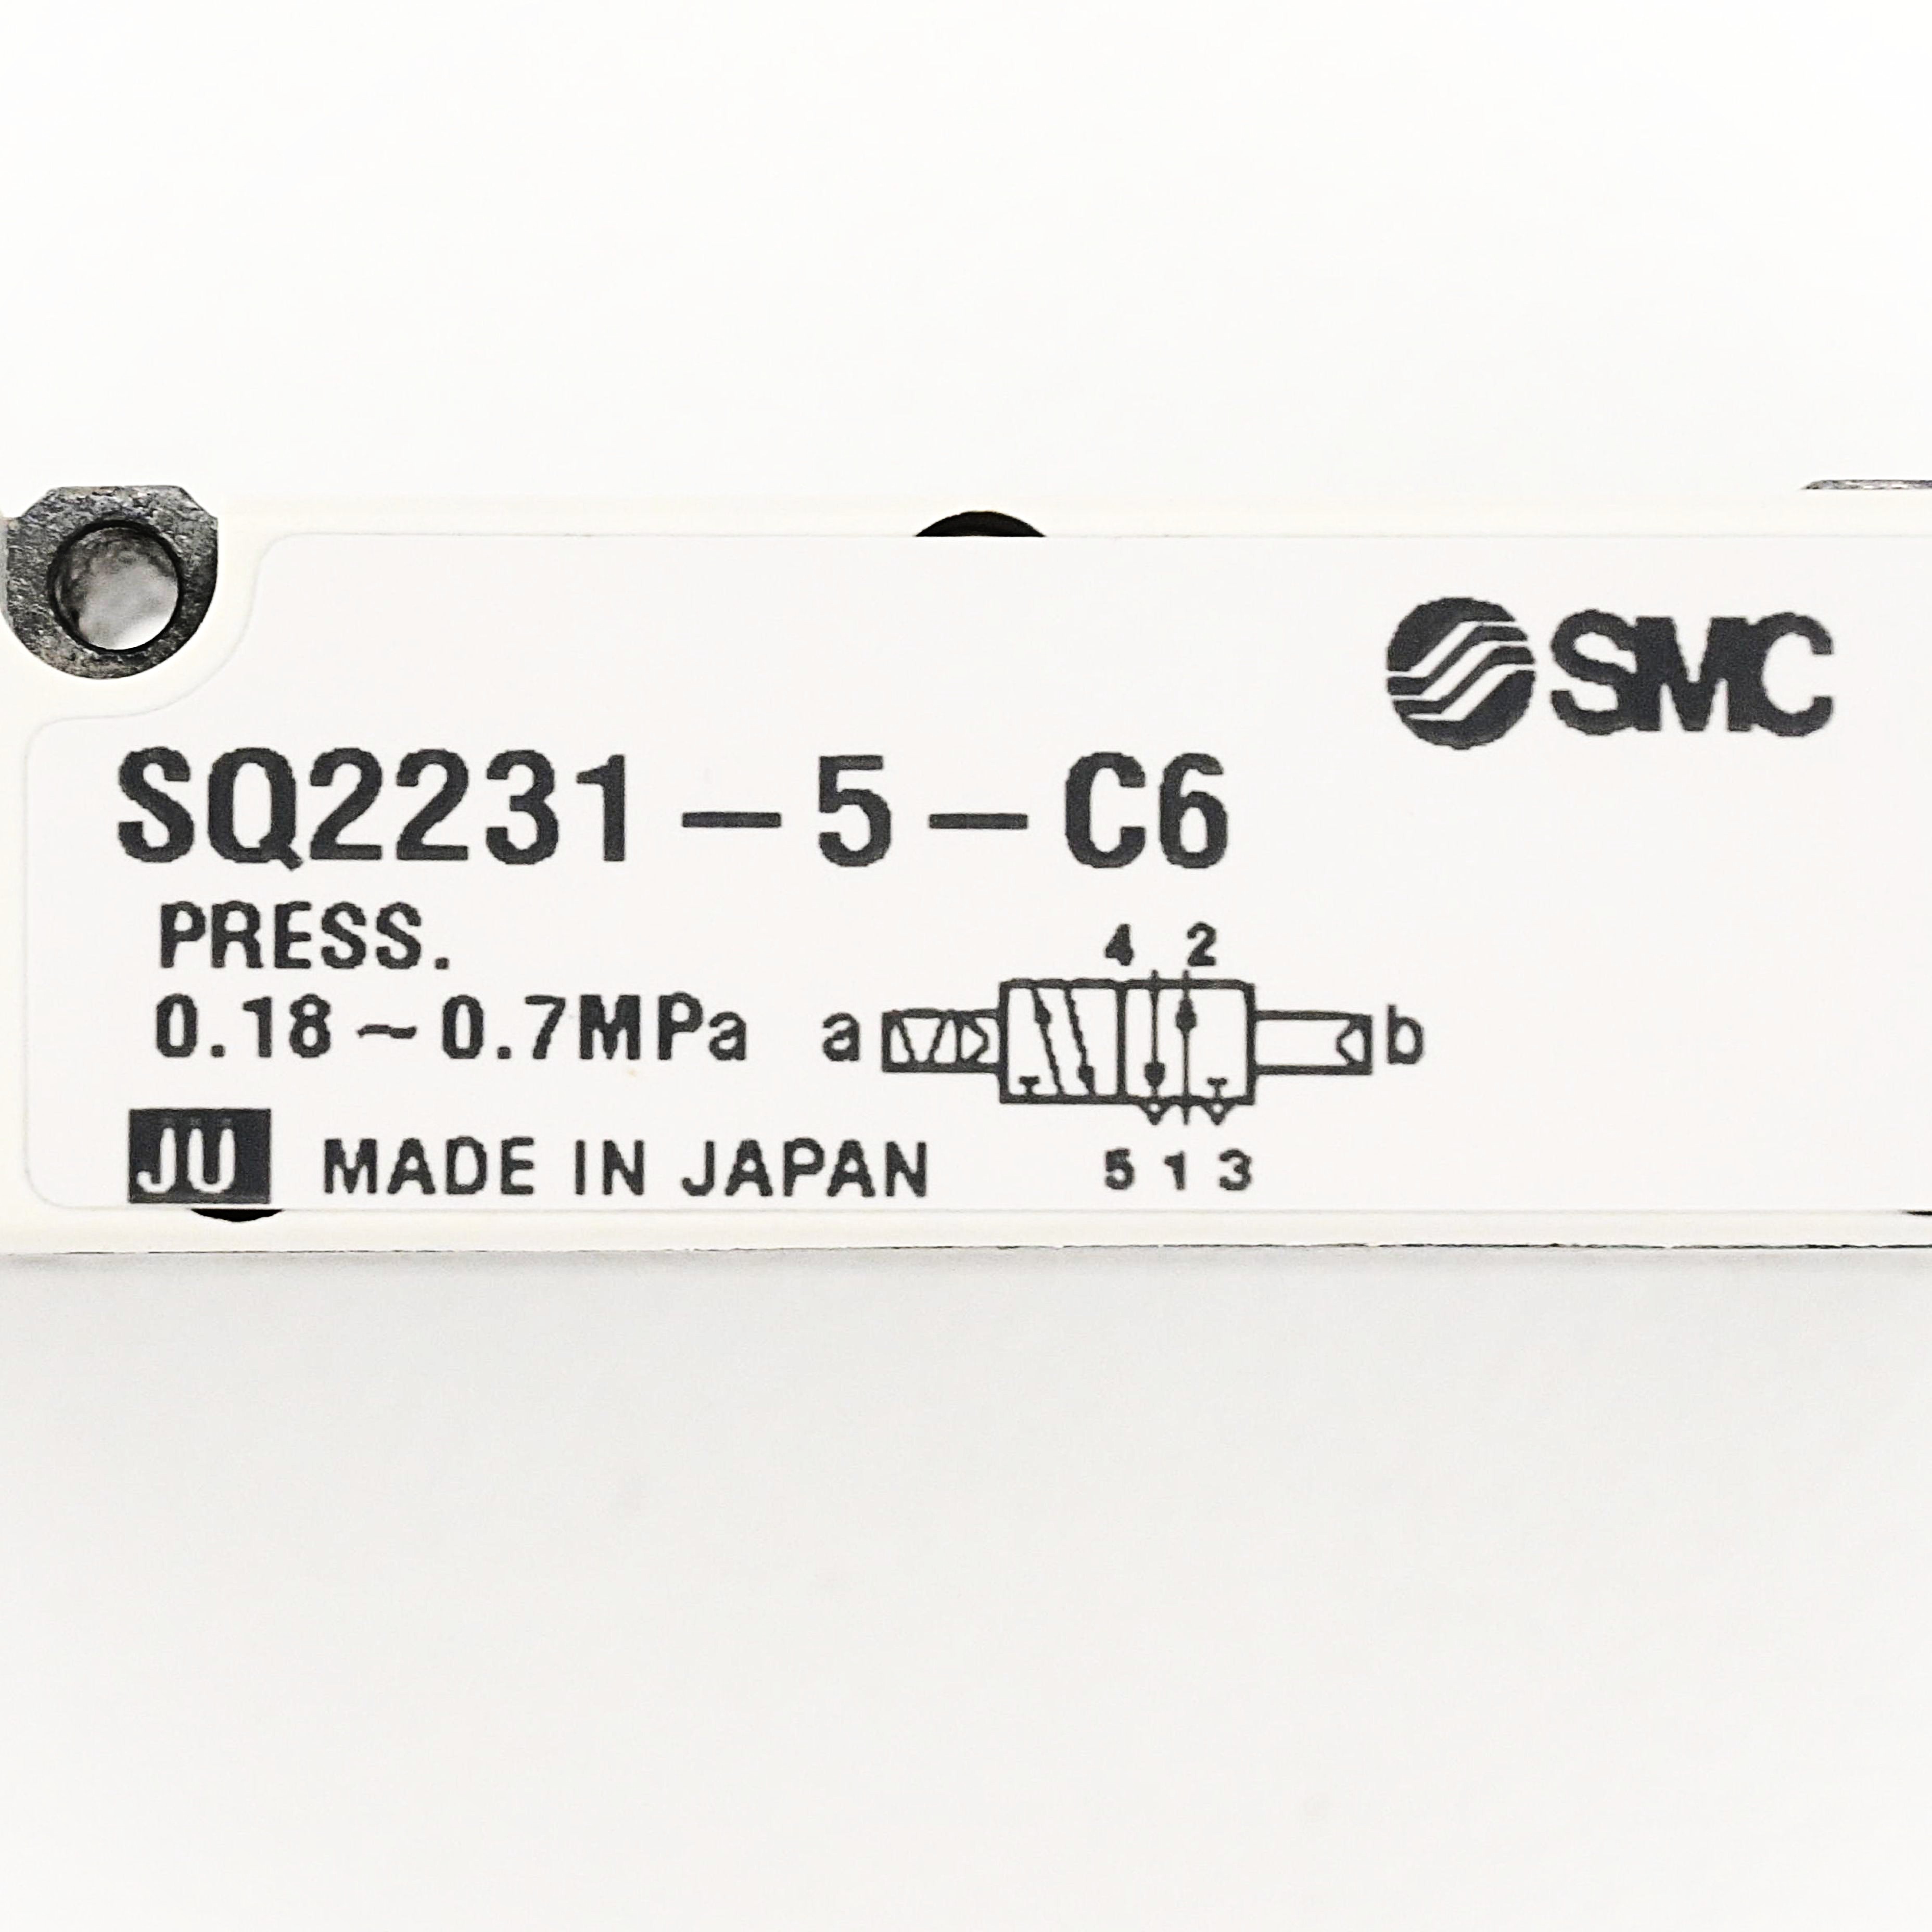 SMC
SQ2231-5-C6
PRESS.
0.18~0.7MPa
4 2
a b
5 1 3
JU MADE IN JAPAN